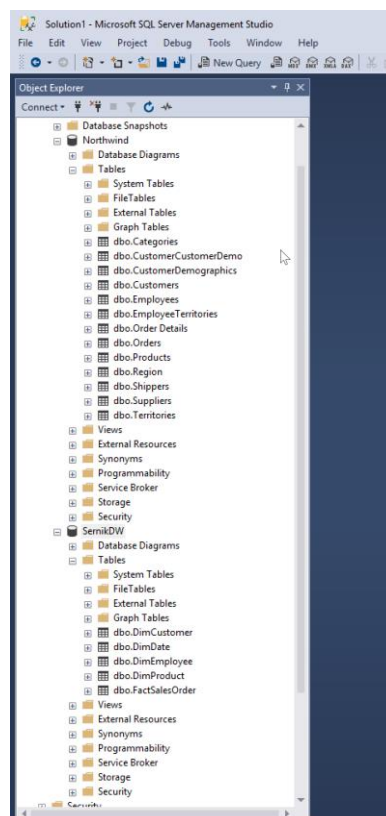 Solution1 - Microsoft SQL Server Management Studio
File Edit View Project Debug Tools Window Help
New Query
Object Explorer
Connect
Database Snapshots
Northwind
Database Diagrams
Tables
System Tables
FileTables
External Tables
Graph Tables
dbo.Categories
dbo.CustomerCustomerDemo
dbo.CustomerDemographics
dbo.Customers
dbo.Employees
dbo.EmployeeTerritories
dbo.Order Details
dbo.Orders
dbo.Products
dbo.Region
dbo.Shippers
dbo.Suppliers
dbo.Territories
Views
External Resources
Synonyms
Programmability
Service Broker
Storage
Security
SernikDW
Database Diagrams
Tables
System Tables
FileTables
External Tables
Graph Tables
dbo.DimCustomer
dbo.DimDate
dbo.DimEmployee
dbo.DimProduct
dbo.FactSalesOrder
Views
External Resources
Synonyms
Programmability
Service Broker
Storage
Security
Security